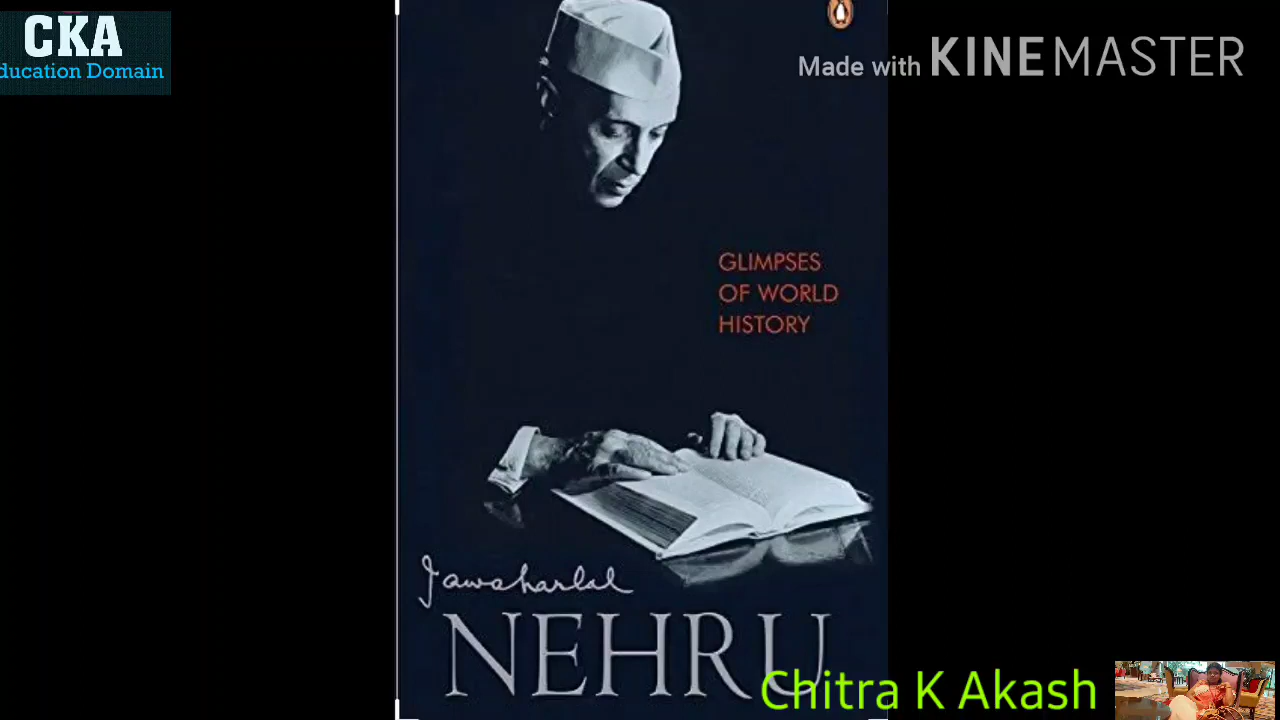 CKA
ducation Domain
Made with KINEMASTER
GLIMPSES
OF WORLD
HISTORY
Jawaharlal
NEHRU
Chitra K Akash